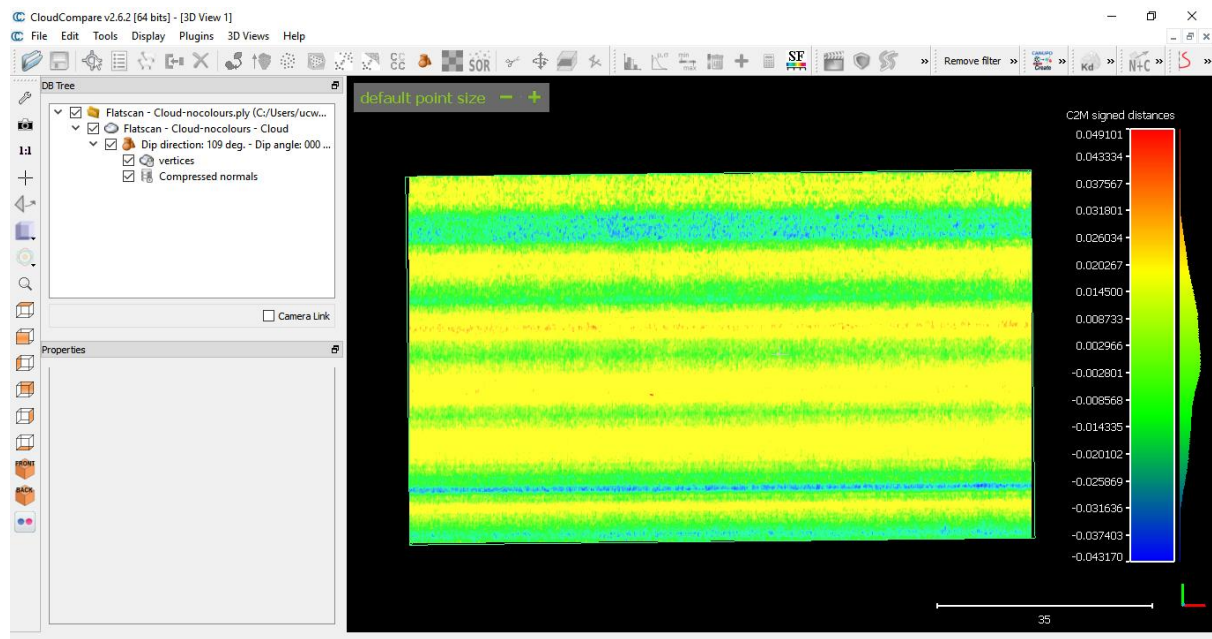 CloudCompare v2.6.2 [64 bits] - [3D View 1]
File Edit Tools Display Plugins 3D Views Help
SOR
SF
Remove filter
CANUPO
Create
Kd
N+C
DB Tree
Flatscan - Cloud-nocolours.ply (C:/Users/ucw...
Flatscan - Cloud-nocolours - Cloud
Dip direction: 109 deg. - Dip angle: 000 ...
vertices
Compressed normals
1:1
Camera Link
Properties
FRONT
BACK
default point size − +
C2M signed distances
0.049101
0.043334
0.037567
0.031801
0.026034
0.020267
0.014500
0.008733
0.002966
-0.002801
-0.008568
-0.014335
-0.020102
-0.025869
-0.031636
-0.037403
-0.043170
35